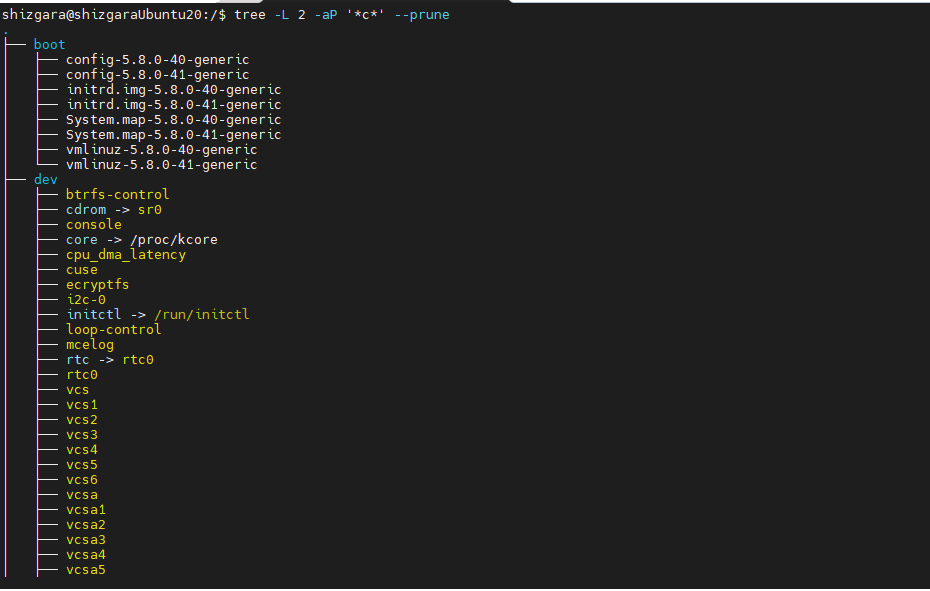 shizgara@shizgaraUbuntu20:/$ tree -L 2 -aP '*c*' --prune
.
├── boot
│   ├── config-5.8.0-40-generic
│   ├── config-5.8.0-41-generic
│   ├── initrd.img-5.8.0-40-generic
│   ├── initrd.img-5.8.0-41-generic
│   ├── System.map-5.8.0-40-generic
│   ├── System.map-5.8.0-41-generic
│   ├── vmlinuz-5.8.0-40-generic
│   └── vmlinuz-5.8.0-41-generic
├── dev
│   ├── btrfs-control
│   ├── cdrom -> sr0
│   ├── console
│   ├── core -> /proc/kcore
│   ├── cpu_dma_latency
│   ├── cuse
│   ├── ecryptfs
│   ├── i2c-0
│   ├── initctl -> /run/initctl
│   ├── loop-control
│   ├── mcelog
│   ├── rtc -> rtc0
│   ├── rtc0
│   ├── vcs
│   ├── vcs1
│   ├── vcs2
│   ├── vcs3
│   ├── vcs4
│   ├── vcs5
│   ├── vcs6
│   ├── vcsa
│   ├── vcsa1
│   ├── vcsa2
│   ├── vcsa3
│   ├── vcsa4
│   ├── vcsa5